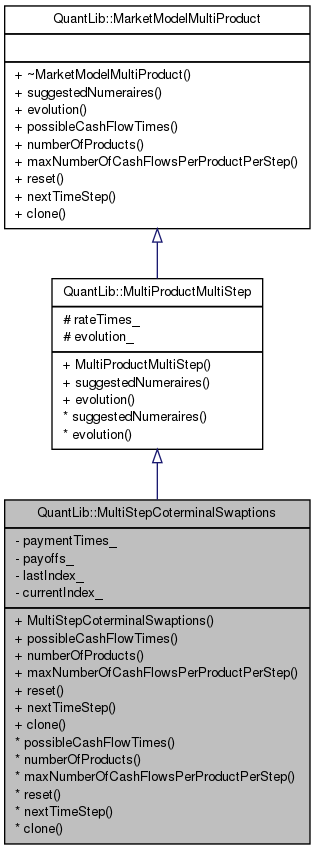 QuantLib::MarketModelMultiProduct
+ ~MarketModelMultiProduct()
+ suggestedNumeraires()
+ evolution()
+ possibleCashFlowTimes()
+ numberOfProducts()
+ maxNumberOfCashFlowsPerProductPerStep()
+ reset()
+ nextTimeStep()
+ clone()
QuantLib::MultiProductMultiStep
# rateTimes_
# evolution_
+ MultiProductMultiStep()
+ suggestedNumeraires()
+ evolution()
* suggestedNumeraires()
* evolution()
QuantLib::MultiStepCoterminalSwaptions
- paymentTimes_
- payoffs_
- lastIndex_
- currentIndex_
+ MultiStepCoterminalSwaptions()
+ possibleCashFlowTimes()
+ numberOfProducts()
+ maxNumberOfCashFlowsPerProductPerStep()
+ reset()
+ nextTimeStep()
+ clone()
* possibleCashFlowTimes()
* numberOfProducts()
* maxNumberOfCashFlowsPerProductPerStep()
* reset()
* nextTimeStep()
* clone()